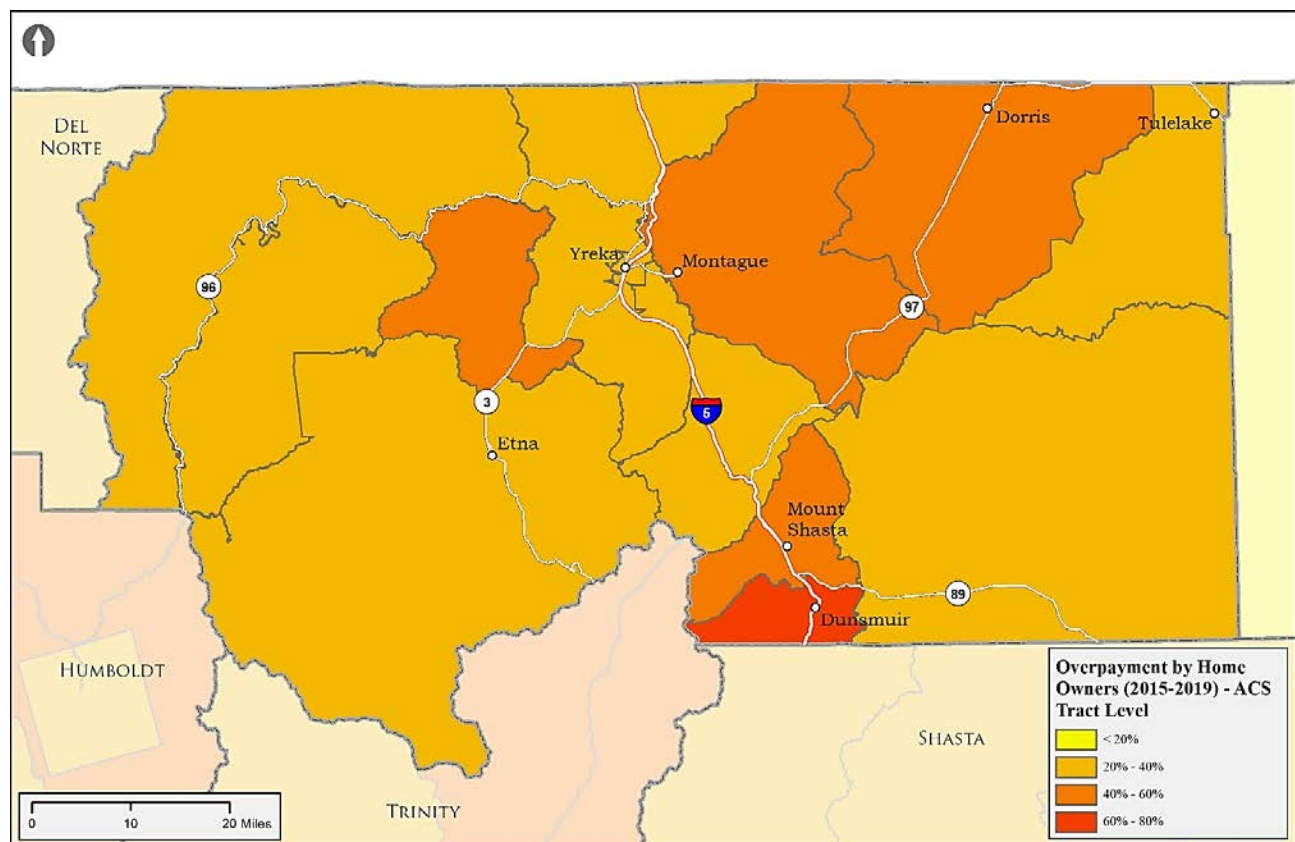 DEL
NORTE
Dorris
Tulelake
Yreka
Montague
96
97
3
5
Etna
Mount
Shasta
89
Dunsmuir
HUMBOLDT
TRINITY
SHASTA
0 10 20 Miles
Overpayment by Home
Owners (2015-2019) - ACS
Tract Level
< 20%
20% - 40%
40% - 60%
60% - 80%